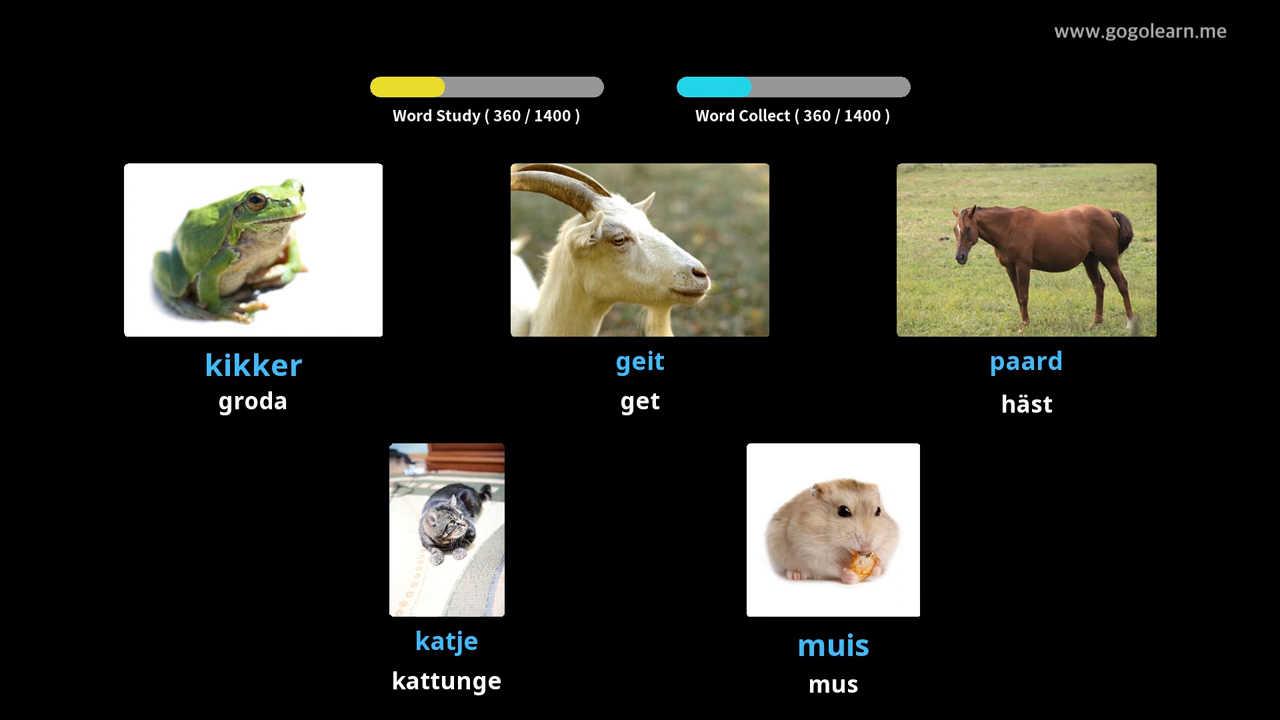 www.gogolearn.me
Word Study ( 360 / 1400 )
Word Collect ( 360 / 1400 )
kikker
groda
geit
get
paard
häst
katje
kattunge
muis
mus